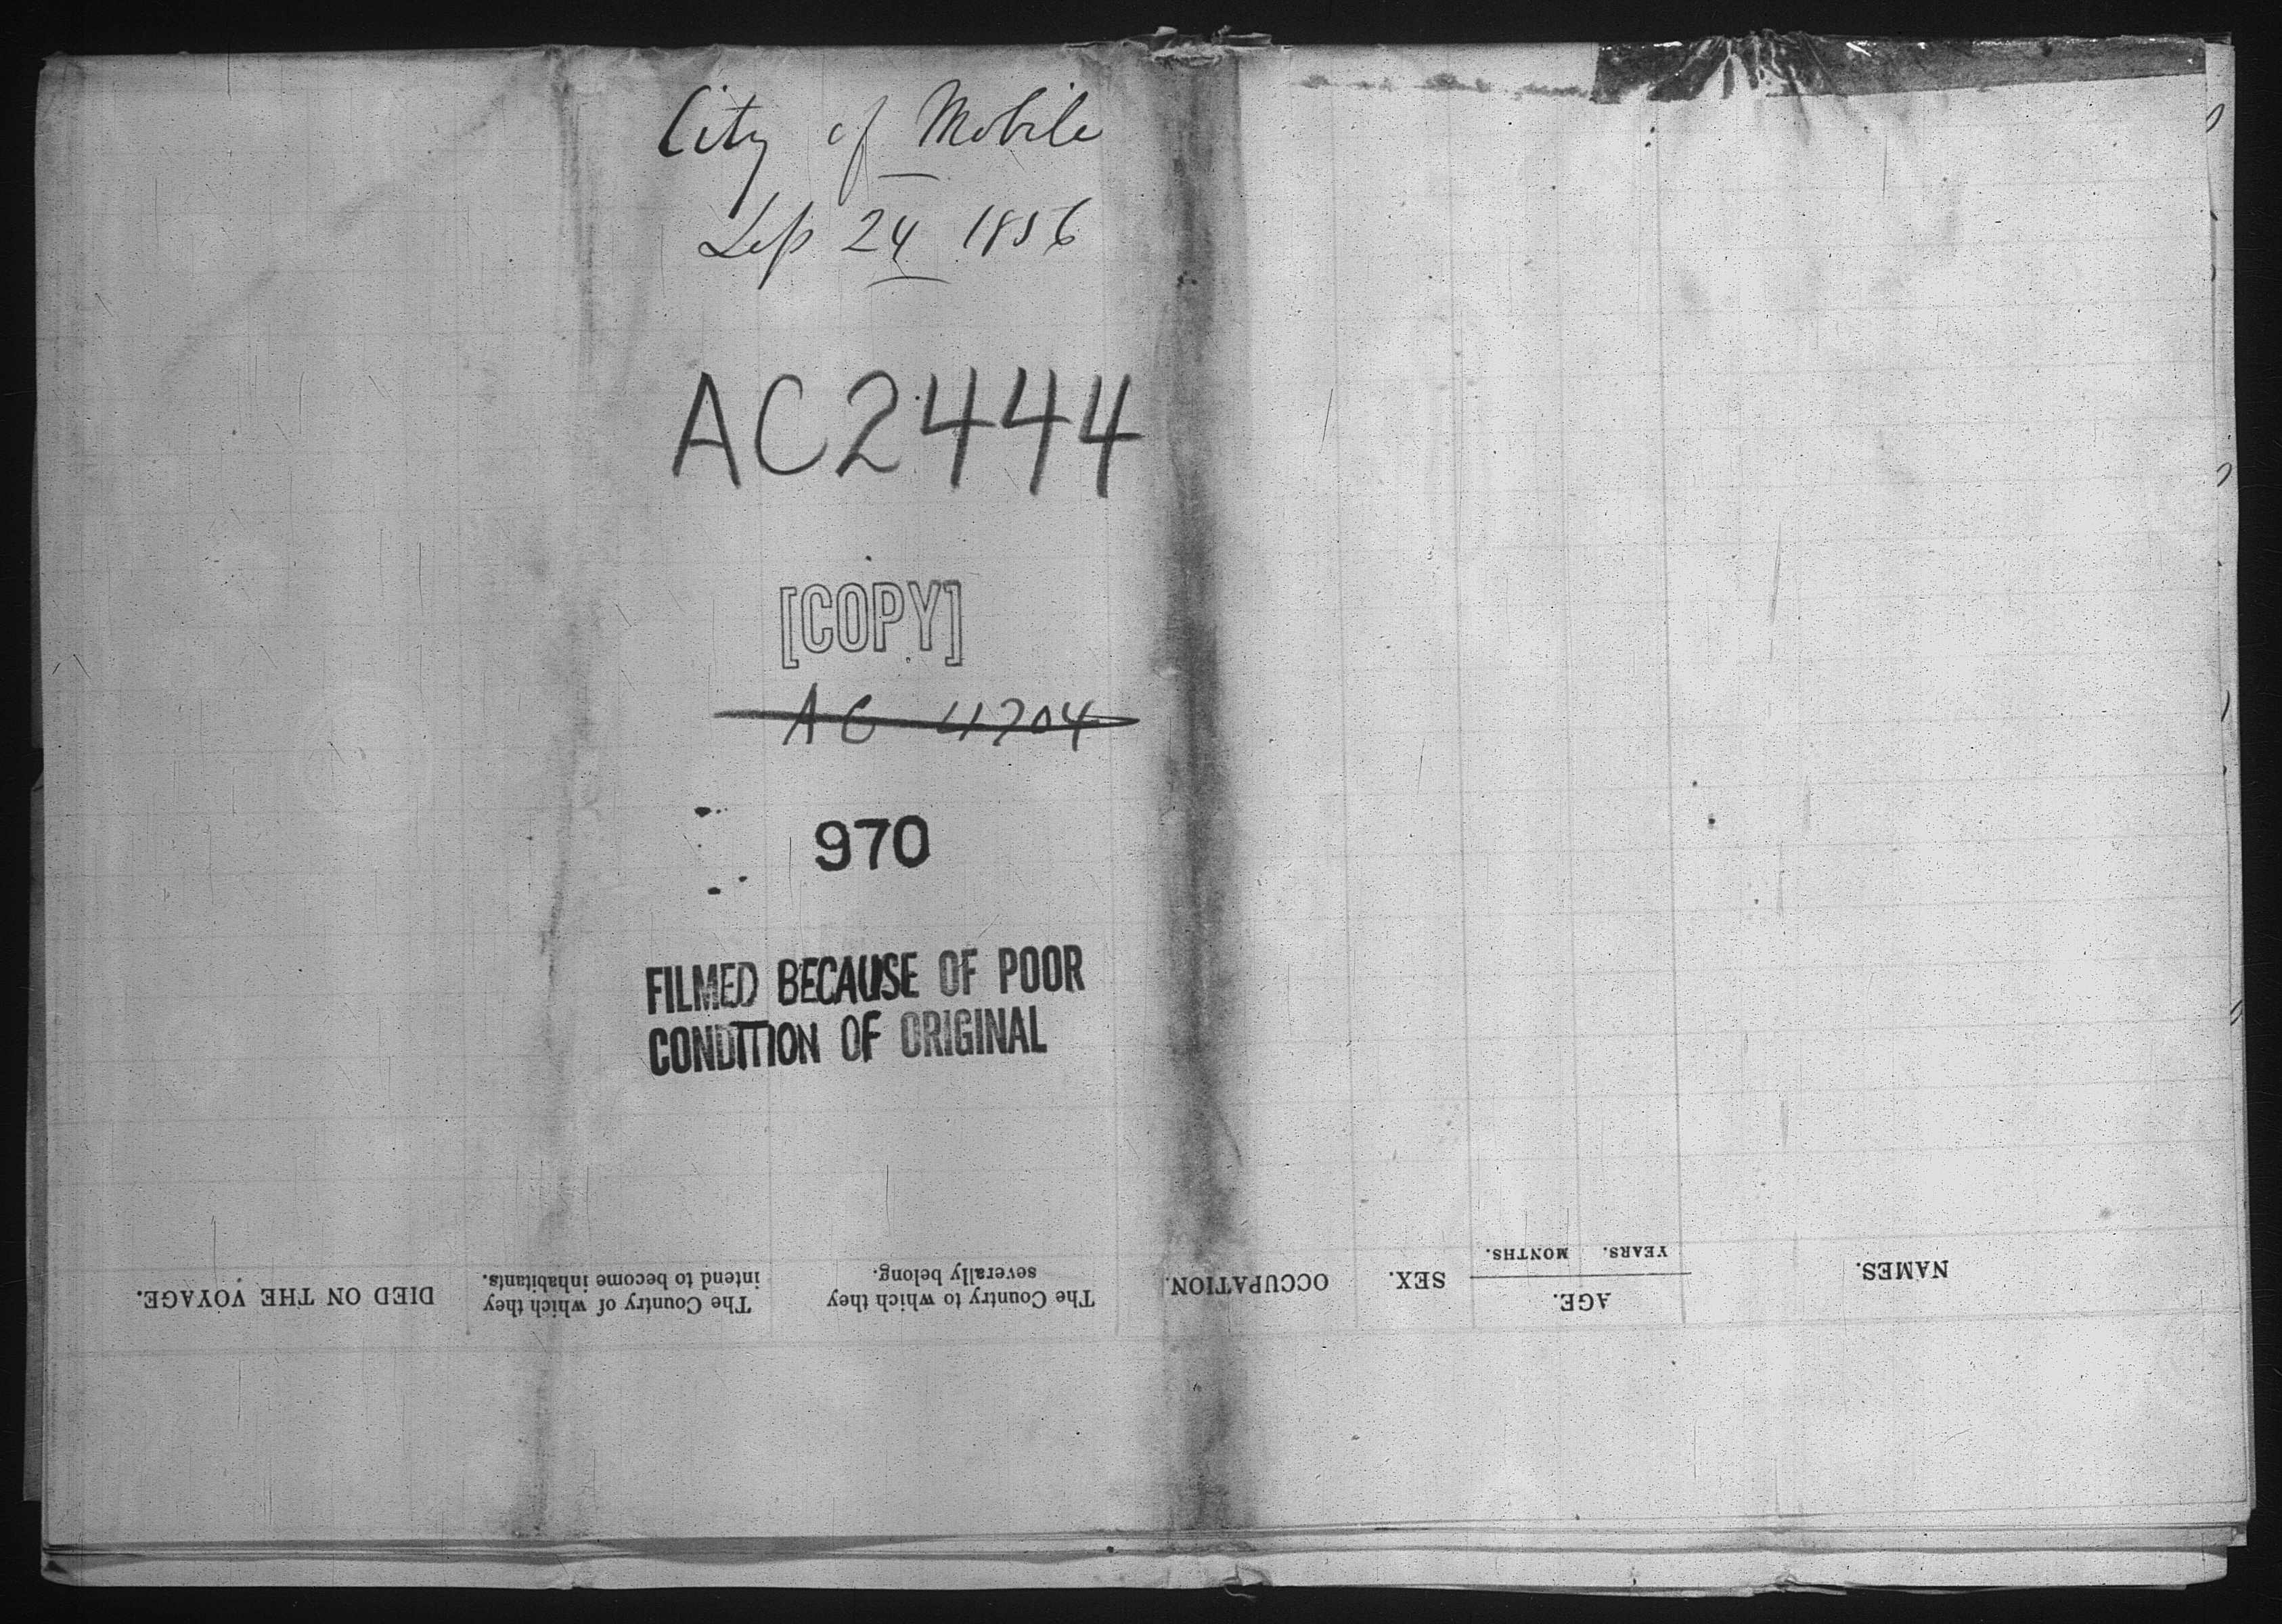 City of Mobile
Sep 24 1856
AC2444
[COPY]
AC 4704
970
FILMED BECAUSE OF POOR
CONDITION OF ORIGINAL
NAMES.
AGE.
YEARS. MONTHS.
SEX.
OCCUPATION.
The Country to which they
severally belong.
The Country of which they
intend to become inhabitants.
DIED ON THE VOYAGE.